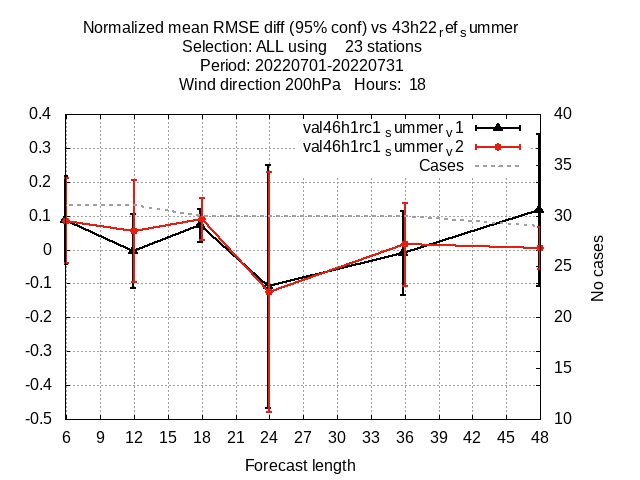 Normalized mean RMSE diff (95% conf) vs 43h22refsummer
Selection: ALL using 23 stations
Period: 20220701-20220731
Wind direction 200hPa Hours: 18
val46h1rc1summerv1
val46h1rc1summerv2
Cases
0.4
0.3
0.2
0.1
0
-0.1
-0.2
-0.3
-0.4
-0.5
40
35
30
25
20
15
10
No cases
6 9 12 15 18 21 24 27 30 33 36 39 42 45 48
Forecast length